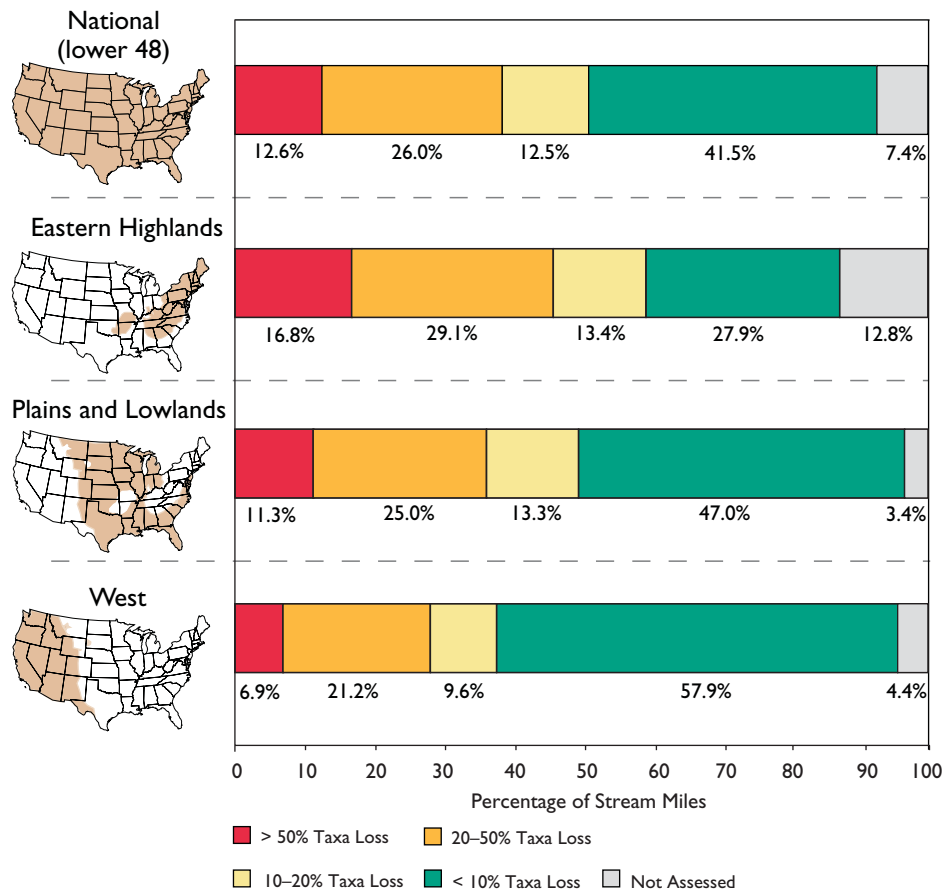 National
(lower 48)
12.6% 26.0% 12.5% 41.5% 7.4%
Eastern Highlands
16.8% 29.1% 13.4% 27.9% 12.8%
Plains and Lowlands
11.3% 25.0% 13.3% 47.0% 3.4%
West
6.9% 21.2% 9.6% 57.9% 4.4%
0 10 20 30 40 50 60 70 80 90 100
Percentage of Stream Miles
> 50% Taxa Loss 20–50% Taxa Loss
10–20% Taxa Loss < 10% Taxa Loss Not Assessed